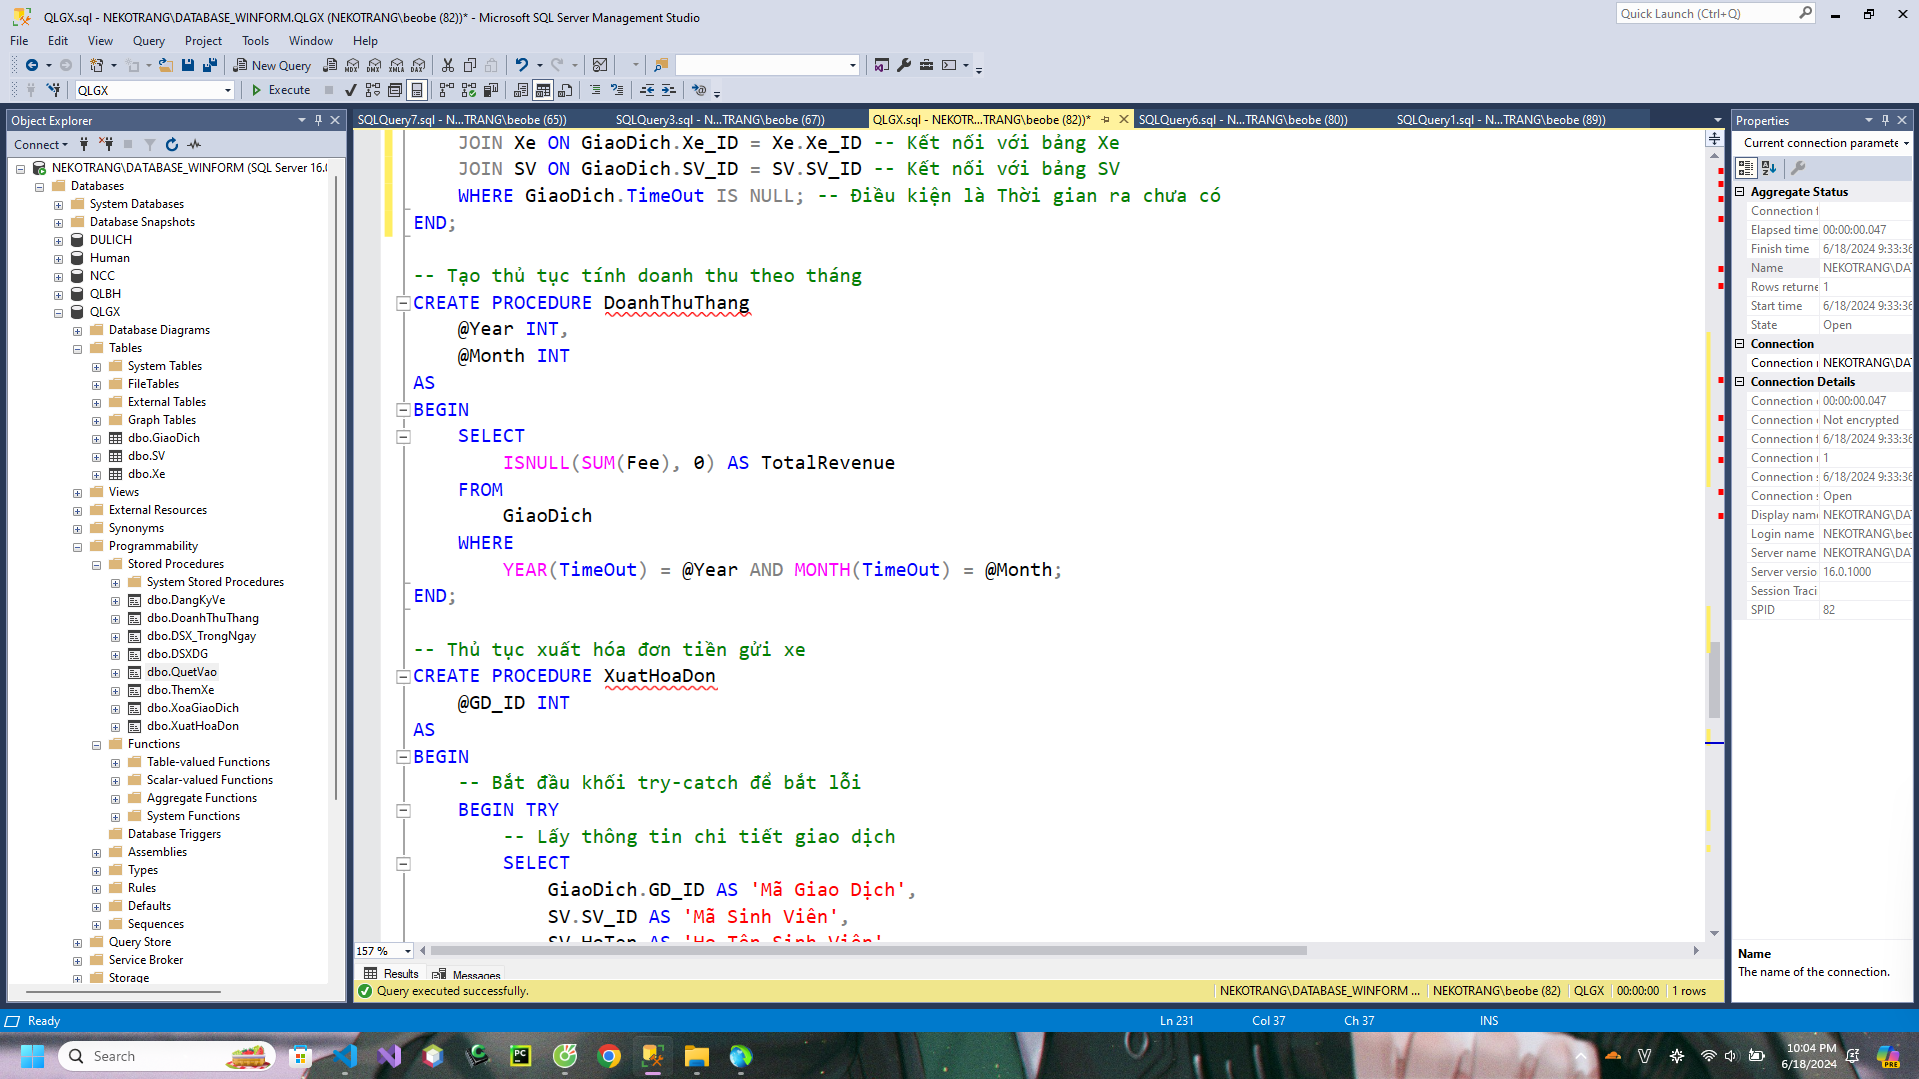 QLGX.sql - NEKOTRANG\DATABASE_WINFORM.QLGX (NEKOTRANG\beobe (82))* - Microsoft SQL Server Management Studio
Quick Launch (Ctrl+Q)
File Edit View Query Project Tools Window Help
New Query
MDX DMX XMLA DAX
QLGX
Execute
Object Explorer
Connect
NEKOTRANG\DATABASE_WINFORM (SQL Server 16.0
Databases
System Databases
Database Snapshots
DULICH
Human
NCC
QLBH
QLGX
Database Diagrams
Tables
System Tables
FileTables
External Tables
Graph Tables
dbo.GiaoDich
dbo.SV
dbo.Xe
Views
External Resources
Synonyms
Programmability
Stored Procedures
System Stored Procedures
dbo.DangKyVe
dbo.DoanhThuThang
dbo.DSX_TrongNgay
dbo.DSXDG
dbo.QuetVao
dbo.ThemXe
dbo.XoaGiaoDich
dbo.XuatHoaDon
Functions
Table-valued Functions
Scalar-valued Functions
Aggregate Functions
System Functions
Database Triggers
Assemblies
Types
Rules
Defaults
Sequences
Query Store
Service Broker
Storage
SQLQuery7.sql - N...TRANG\beobe (65))
SQLQuery3.sql - N...TRANG\beobe (67))
QLGX.sql - NEKOTR...TRANG\beobe (82))*
SQLQuery6.sql - N...TRANG\beobe (80))
SQLQuery1.sql - N...TRANG\beobe (89))
JOIN Xe ON GiaoDich.Xe_ID = Xe.Xe_ID -- Kết nối với bảng Xe
JOIN SV ON GiaoDich.SV_ID = SV.SV_ID -- Kết nối với bảng SV
WHERE GiaoDich.TimeOut IS NULL; -- Điều kiện là Thời gian ra chưa có
END;
-- Tạo thủ tục tính doanh thu theo tháng
CREATE PROCEDURE DoanhThuThang
@Year INT,
@Month INT
AS
BEGIN
SELECT
ISNULL(SUM(Fee), 0) AS TotalRevenue
FROM
GiaoDich
WHERE
YEAR(TimeOut) = @Year AND MONTH(TimeOut) = @Month;
END;
-- Thủ tục xuất hóa đơn tiền gửi xe
CREATE PROCEDURE XuatHoaDon
@GD_ID INT
AS
BEGIN
-- Bắt đầu khối try-catch để bắt lỗi
BEGIN TRY
-- Lấy thông tin chi tiết giao dịch
SELECT
GiaoDich.GD_ID AS 'Mã Giao Dịch',
SV.SV_ID AS 'Mã Sinh Viên',
SV.HoTen AS 'Họ Tên Sinh Viên'
157 %
Results Messages
Query executed successfully.
NEKOTRANG\DATABASE_WINFORM ... NEKOTRANG\beobe (82) QLGX 00:00:00 1 rows
Properties
Current connection paramete
Aggregate Status
Connection f
Elapsed time 00:00:00.047
Finish time 6/18/2024 9:33:36
Name NEKOTRANG\DA
Rows returne 1
Start time 6/18/2024 9:33:36
State Open
Connection
Connection NEKOTRANG\DA
Connection Details
Connection 00:00:00.047
Connection Not encrypted
Connection f 6/18/2024 9:33:36
Connection 1
Connection s 6/18/2024 9:33:36
Connection s Open
Display nam NEKOTRANG\DA
Login name NEKOTRANG\beo
Server name NEKOTRANG\DA
Server versio 16.0.1000
Session Traci
SPID 82
Name
The name of the connection.
Ready
Ln 231 Col 37 Ch 37 INS
Search
PC
10:04 PM
6/18/2024
PRE